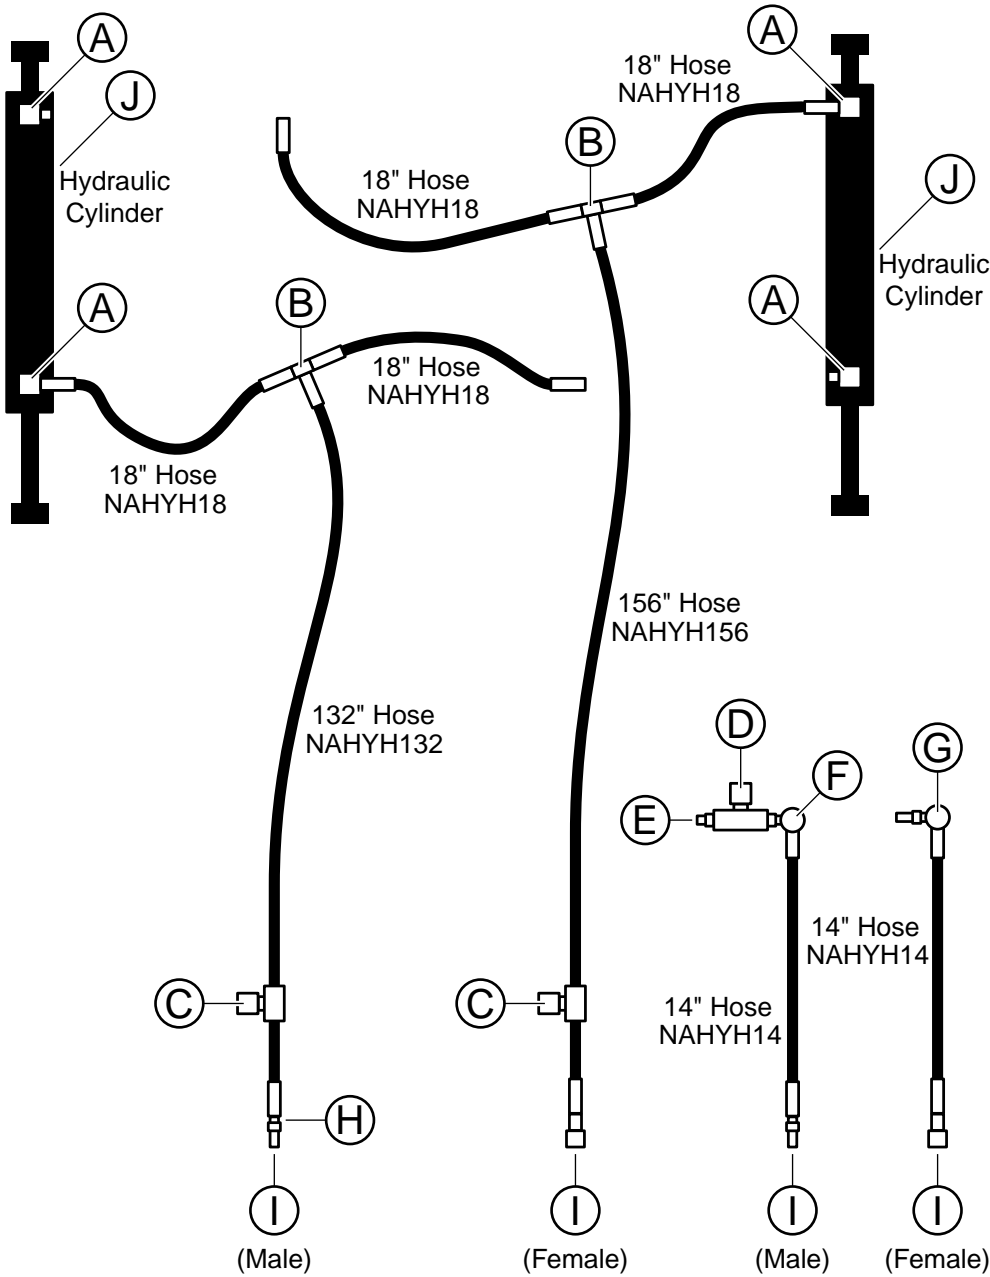 A
A
J
18" Hose
NAHYH18
B
18" Hose
NAHYH18
Hydraulic
Cylinder
J
Hydraulic
Cylinder
A
B
A
18" Hose
NAHYH18
18" Hose
NAHYH18
156" Hose
NAHYH156
132" Hose
NAHYH132
D
G
F
E
14" Hose
NAHYH14
C
C
14" Hose
NAHYH14
H
I
I
I
I
(Male)
(Female)
(Male)
(Female)